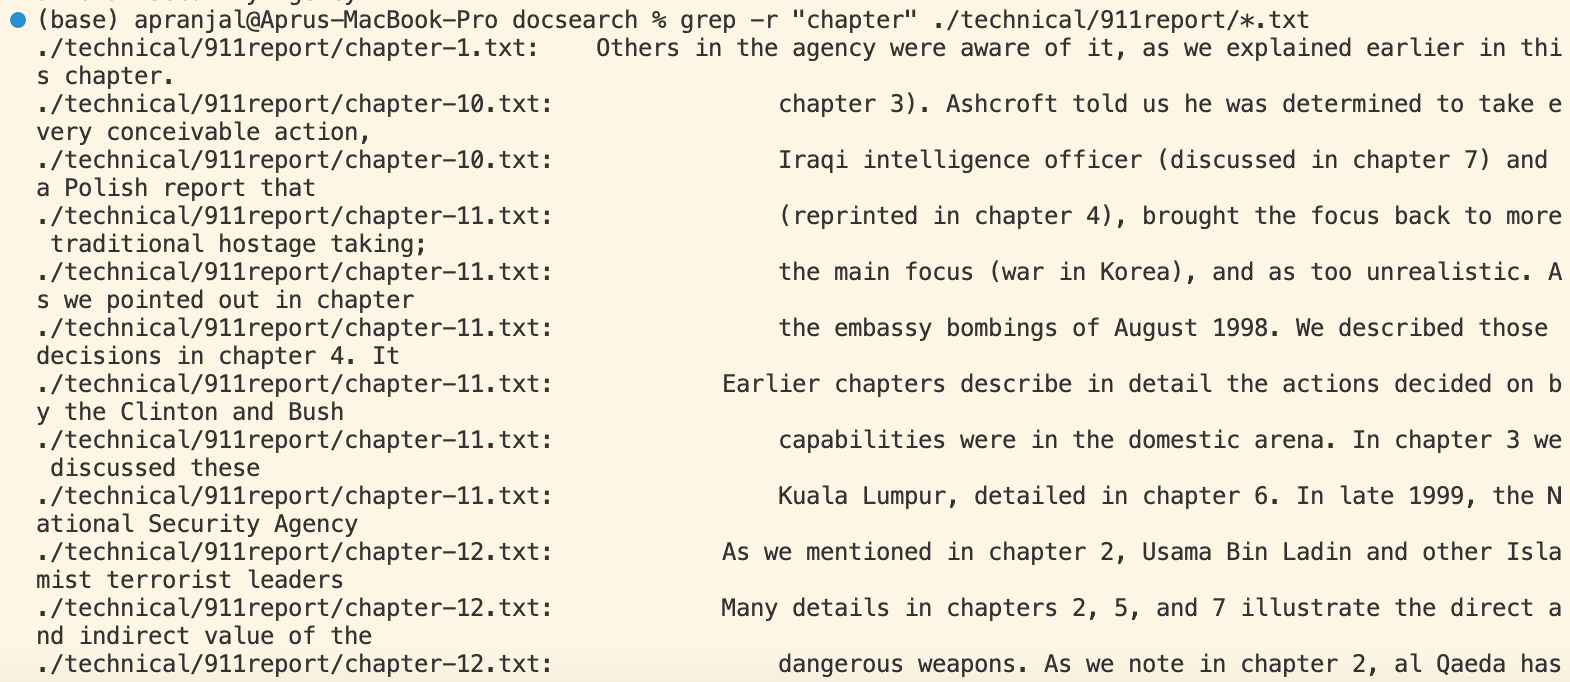 (base) apranjal@Aprus-MacBook-Pro docsearch % grep -r "chapter" ./technical/911report/*.txt
./technical/911report/chapter-1.txt:   Others in the agency were aware of it, as we explained earlier in thi
s chapter.
./technical/911report/chapter-10.txt:                chapter 3). Ashcroft told us he was determined to take e
very conceivable action,
./technical/911report/chapter-10.txt:                Iraqi intelligence officer (discussed in chapter 7) and
a Polish report that
./technical/911report/chapter-11.txt:                (reprinted in chapter 4), brought the focus back to more
 traditional hostage taking;
./technical/911report/chapter-11.txt:                the main focus (war in Korea), and as too unrealistic. A
s we pointed out in chapter
./technical/911report/chapter-11.txt:                the embassy bombings of August 1998. We described those
decisions in chapter 4. It
./technical/911report/chapter-11.txt:            Earlier chapters describe in detail the actions decided on b
y the Clinton and Bush
./technical/911report/chapter-11.txt:                capabilities were in the domestic arena. In chapter 3 we
 discussed these
./technical/911report/chapter-11.txt:                Kuala Lumpur, detailed in chapter 6. In late 1999, the N
ational Security Agency
./technical/911report/chapter-12.txt:            As we mentioned in chapter 2, Usama Bin Ladin and other Isla
mist terrorist leaders
./technical/911report/chapter-12.txt:            Many details in chapters 2, 5, and 7 illustrate the direct a
nd indirect value of the
./technical/911report/chapter-12.txt:                dangerous weapons. As we note in chapter 2, al Qaeda has